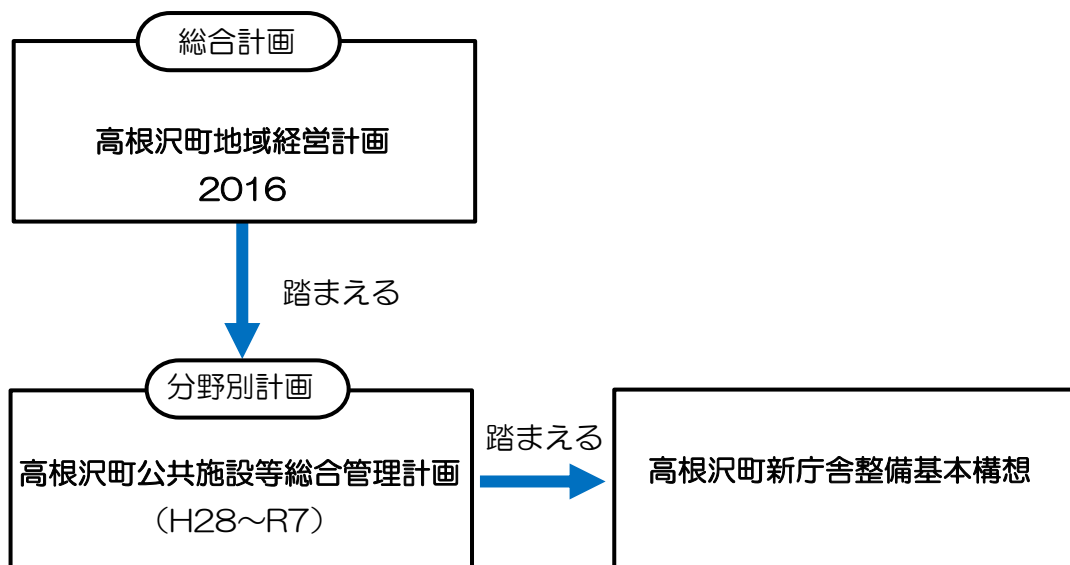 総合計画
高根沢町地域経営計画
2016
踏まえる
分野別計画
高根沢町公共施設等総合管理計画
（H28～R7）
踏まえる
高根沢町新庁舎整備基本構想